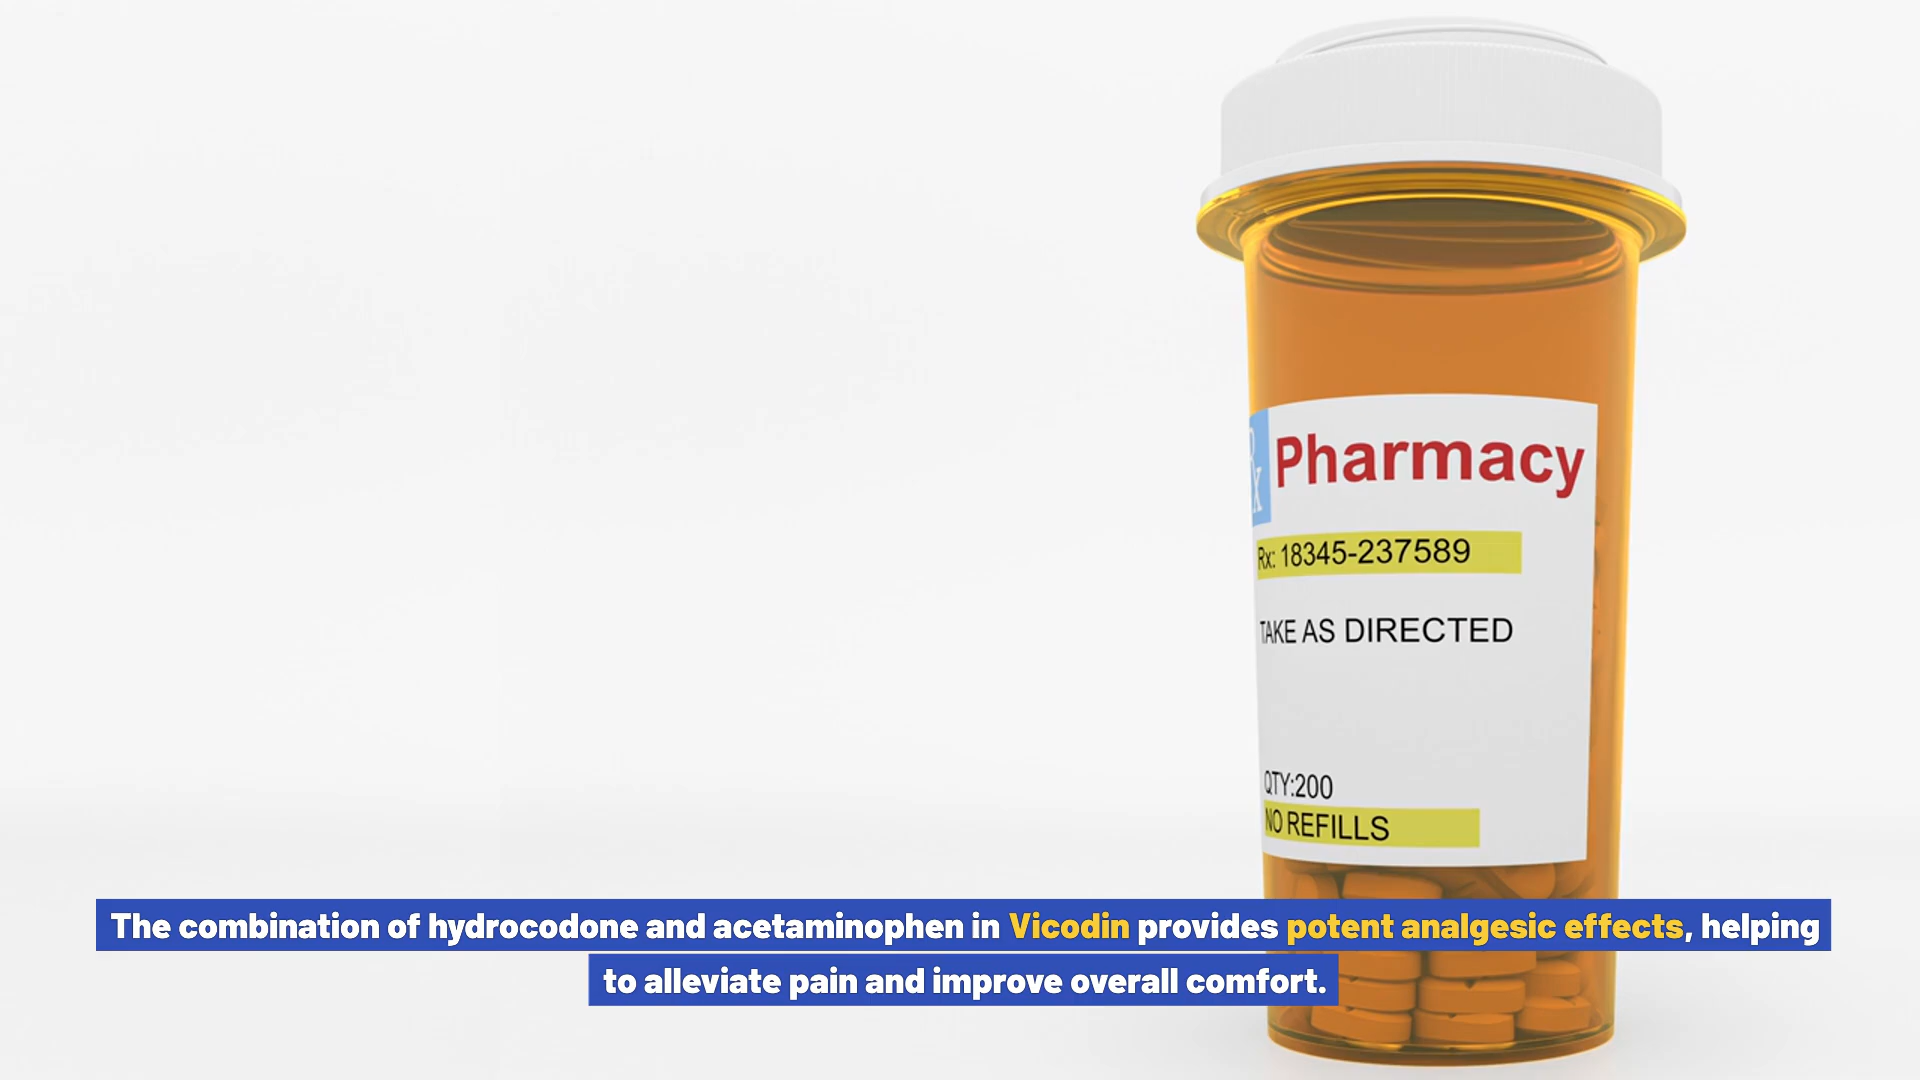 Rx
Pharmacy
Rx: 18345-237589
TAKE AS DIRECTED
QTY:200
NO REFILLS
The combination of hydrocodone and acetaminophen in Vicodin provides potent analgesic effects, helping
to alleviate pain and improve overall comfort.